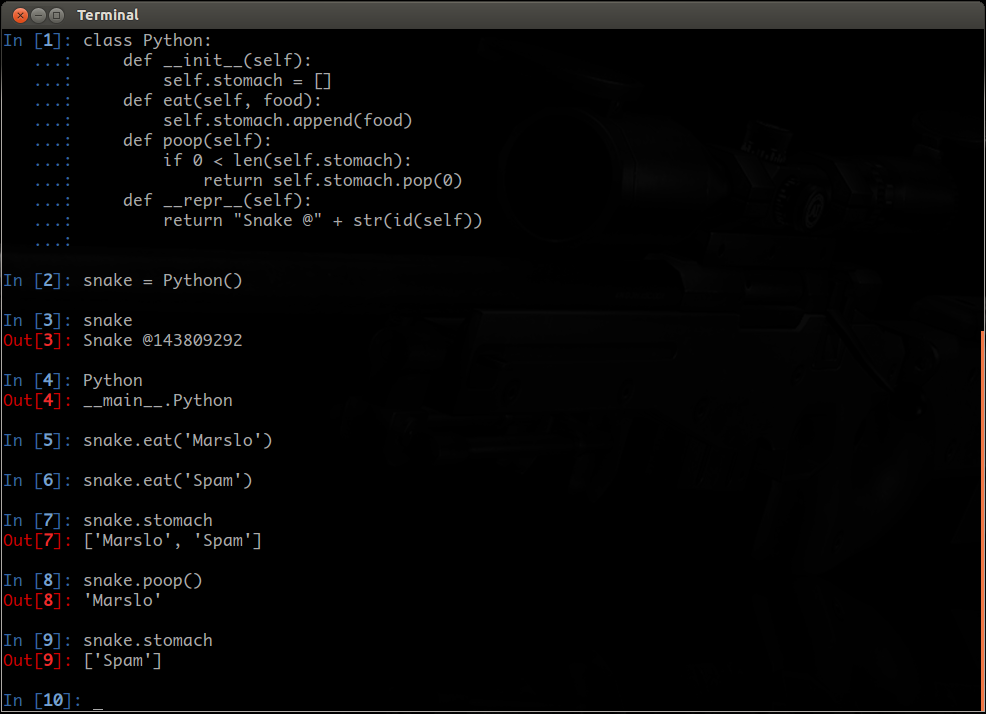 Terminal
In [1]: class Python:
   ...:     def __init__(self):
   ...:         self.stomach = []
   ...:     def eat(self, food):
   ...:         self.stomach.append(food)
   ...:     def poop(self):
   ...:         if 0 < len(self.stomach):
   ...:             return self.stomach.pop(0)
   ...:     def __repr__(self):
   ...:         return "Snake @" + str(id(self))
   ...:
In [2]: snake = Python()
In [3]: snake
Out[3]: Snake @143809292
In [4]: Python
Out[4]: __main__.Python
In [5]: snake.eat('Marslo')
In [6]: snake.eat('Spam')
In [7]: snake.stomach
Out[7]: ['Marslo', 'Spam']
In [8]: snake.poop()
Out[8]: 'Marslo'
In [9]: snake.stomach
Out[9]: ['Spam']
In [10]: _